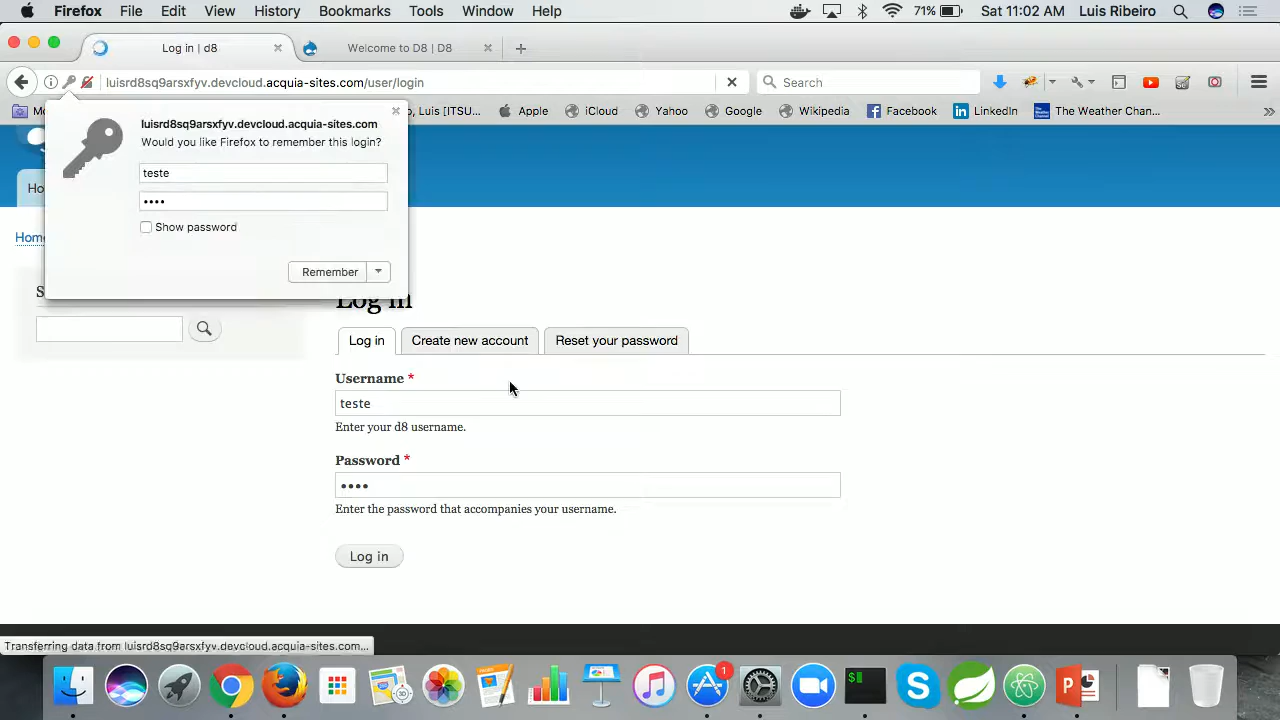 Firefox File Edit View History Bookmarks Tools Window Help 71% Sat 11:02 AM Luis Ribeiro
Log in | d8 Welcome to D8 | D8
luisrd8sq9arsxfyv.devcloud.acquia-sites.com/user/login Search
Luis [ITSU... Apple iCloud Yahoo Google Wikipedia Facebook LinkedIn The Weather Chan...
luisrd8sq9arsxfyv.devcloud.acquia-sites.com
Would you like Firefox to remember this login?
teste
••••
Show password
Remember
Home
Log in
Log in Create new account Reset your password
Username *
teste
Enter your d8 username.
Password *
••••
Enter the password that accompanies your username.
Log in
Transferring data from luisrd8sq9arsxfyv.devcloud.acquia-sites.com...
1